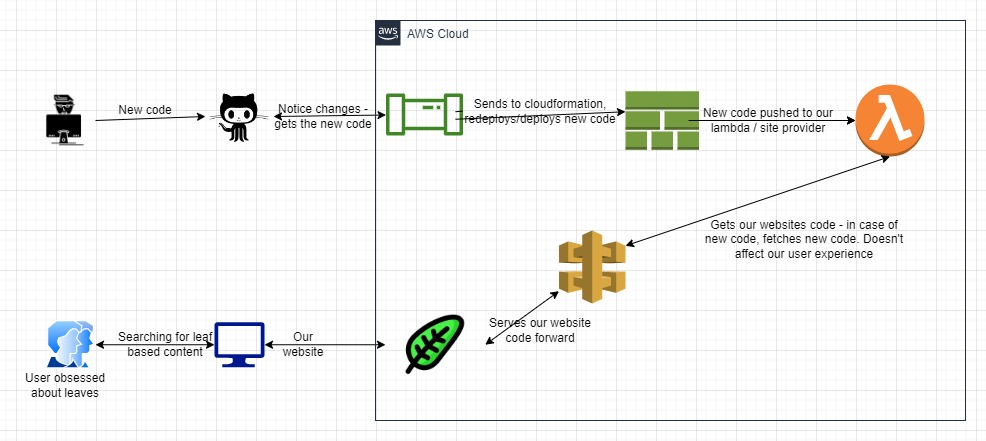 aws AWS Cloud
New code
Notice changes -
gets the new code
Sends to cloudformation,
redeploys/deploys new code
New code pushed to our
lambda / site provider
Gets our websites code - in case of
new code, fetches new code. Doesn't
affect our user experience
Serves our website
code forward
Searching for leaf
based content
Our
website
User obsessed
about leaves